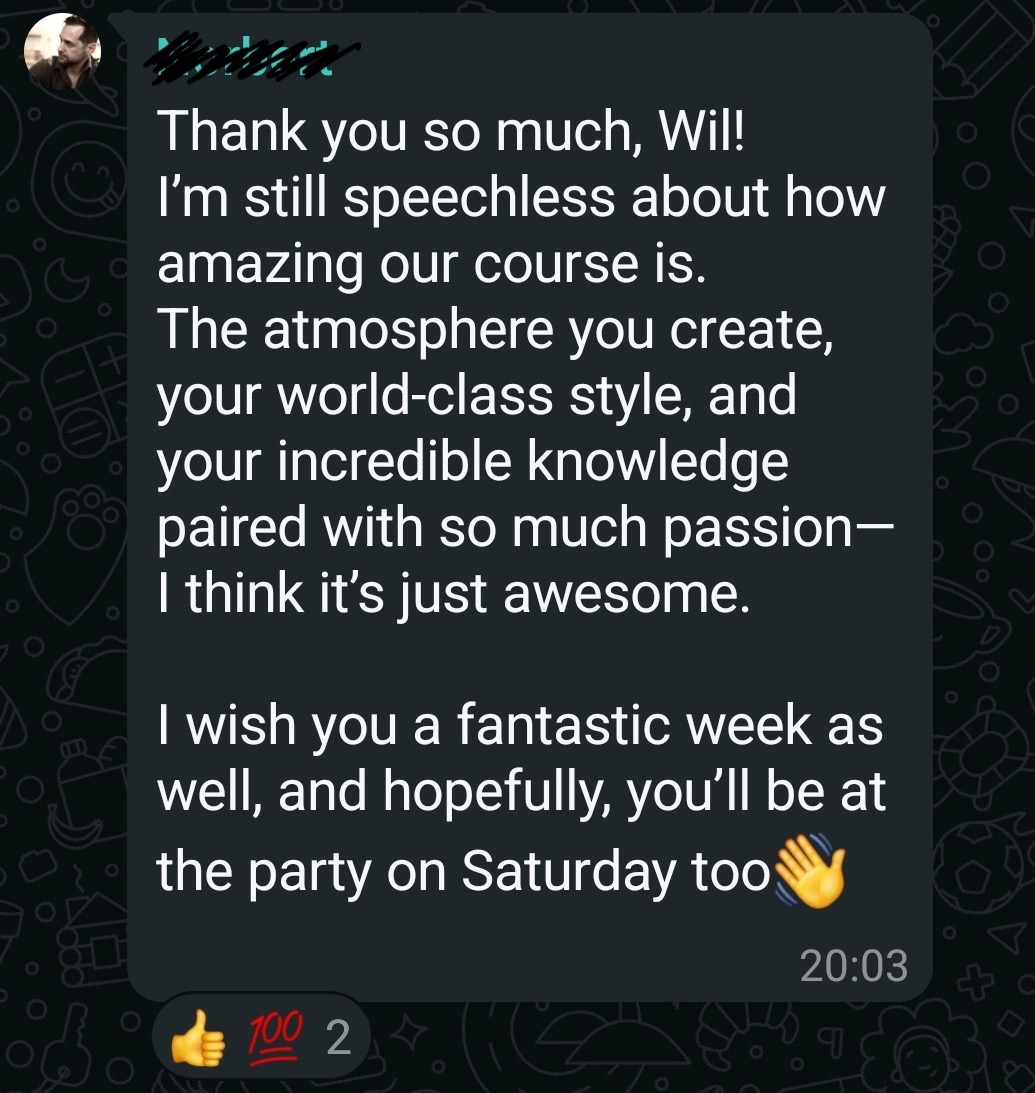 Thank you so much, Wil!
I’m still speechless about how
amazing our course is.
The atmosphere you create,
your world-class style, and
your incredible knowledge
paired with so much passion—
I think it’s just awesome.
I wish you a fantastic week as
well, and hopefully, you’ll be at
the party on Saturday too👋
20:03
👍 💯 2